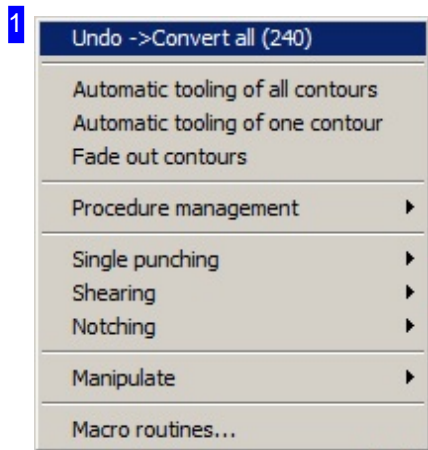 1
Undo ->Convert all (240)
Automatic tooling of all contours
Automatic tooling of one contour
Fade out contours
Procedure management
Single punching
Shearing
Notching
Manipulate
Macro routines...